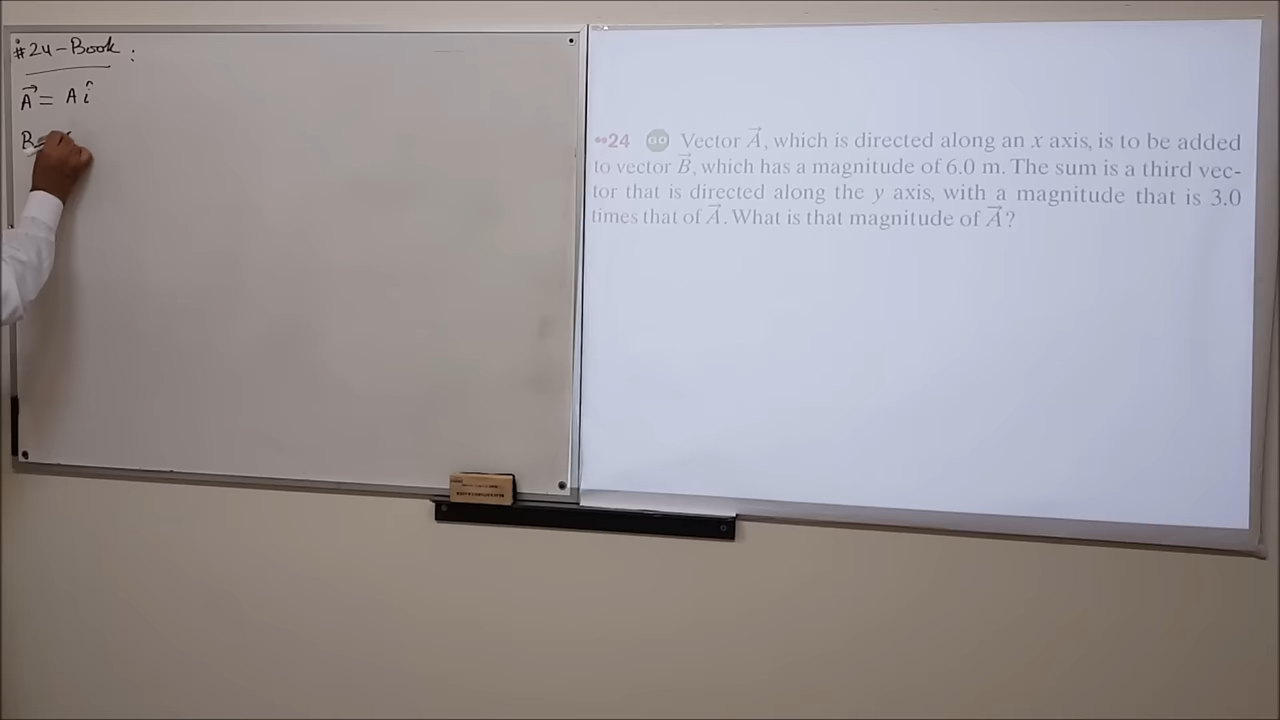 #24-Book :
A⃗ = A î
B
••24 GO Vector A⃗, which is directed along an x axis, is to be added
to vector B⃗, which has a magnitude of 6.0 m. The sum is a third vec-
tor that is directed along the y axis, with a magnitude that is 3.0
times that of A⃗. What is that magnitude of A⃗?